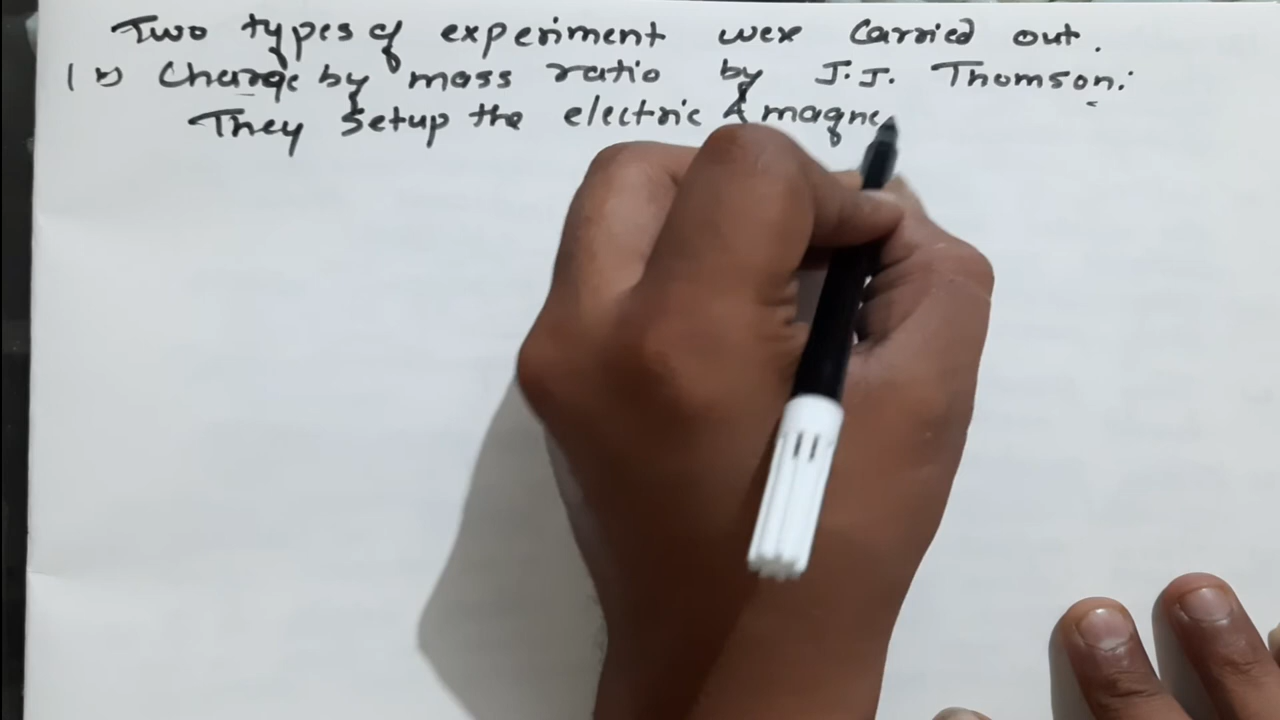 Two types of experiment were carried out.
1) Charge by mass ratio by J.J. Thomson:
They setup the electric & magne